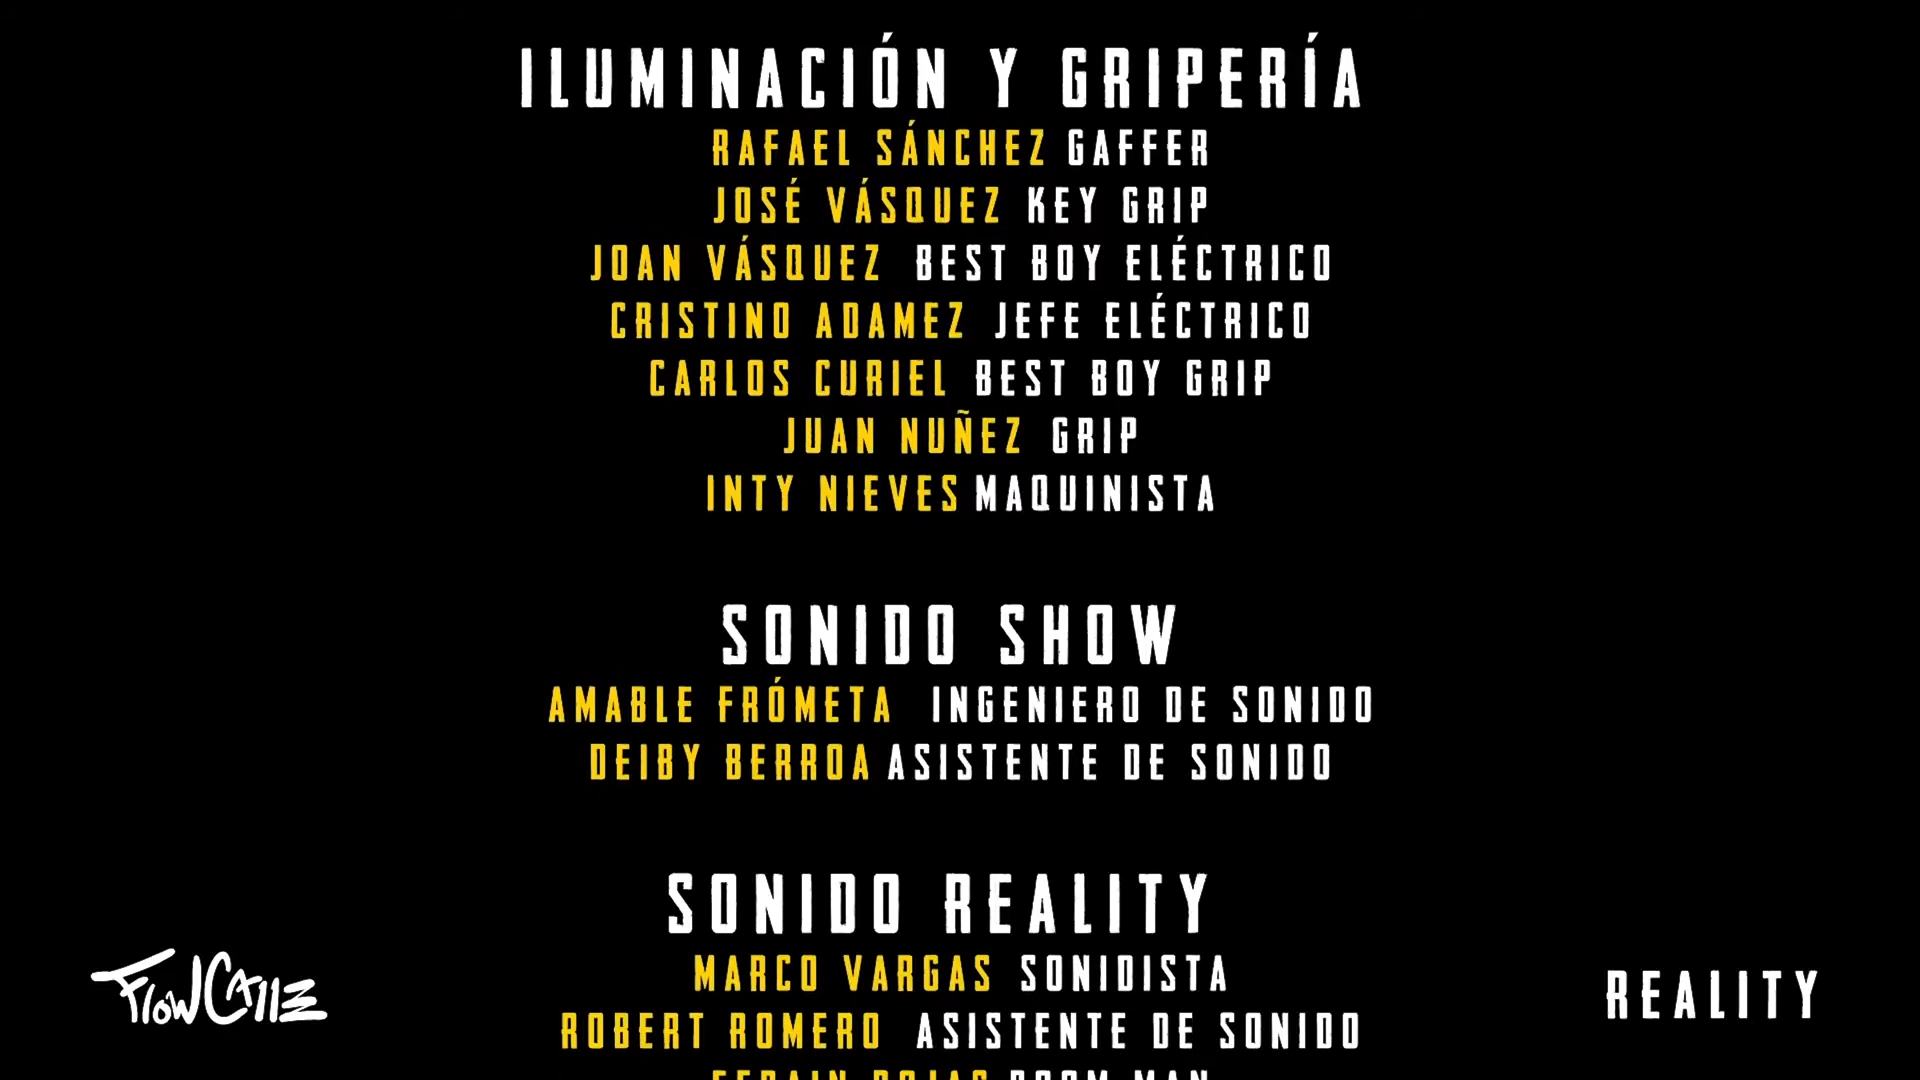 ILUMINACIÓN Y GRIPERÍA
RAFAEL SÁNCHEZ GAFFER
JOSÉ VÁSQUEZ KEY GRIP
JOAN VÁSQUEZ BEST BOY ELÉCTRICO
CRISTINO ADAMEZ JEFE ELÉCTRICO
CARLOS CURIEL BEST BOY GRIP
JUAN NUÑEZ GRIP
INTY NIEVES MAQUINISTA
SONIDO SHOW
AMABLE FRÓMETA INGENIERO DE SONIDO
DEIBY BERROA ASISTENTE DE SONIDO
SONIDO REALITY
MARCO VARGAS SONIDISTA
ROBERT ROMERO ASISTENTE DE SONIDO
FlowCallE
REALITY